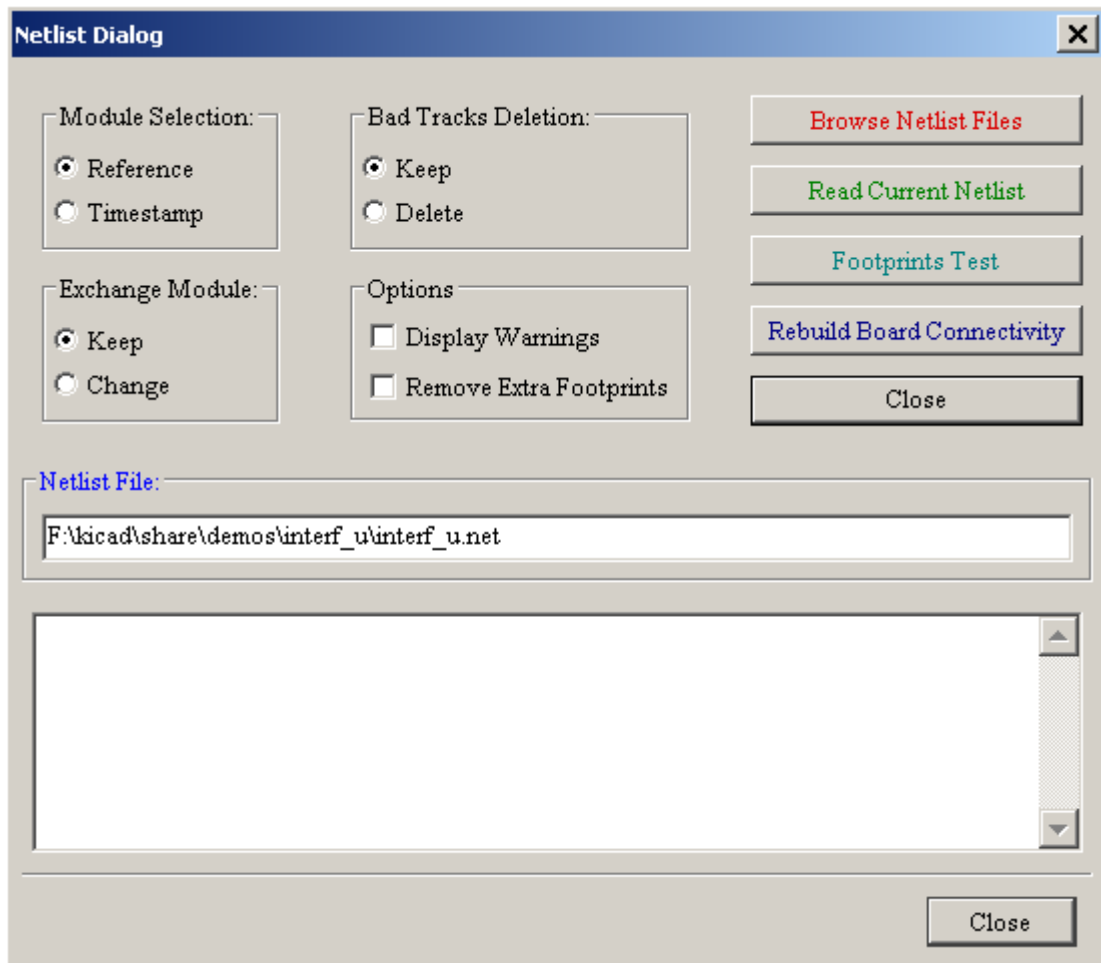 Netlist Dialog
Module Selection:
Reference
Timestamp
Bad Tracks Deletion:
Keep
Delete
Exchange Module:
Keep
Change
Options
Display Warnings
Remove Extra Footprints
Browse Netlist Files
Read Current Netlist
Footprints Test
Rebuild Board Connectivity
Close
Netlist File:
F:\kicad\share\demos\interf_u\interf_u.net
Close